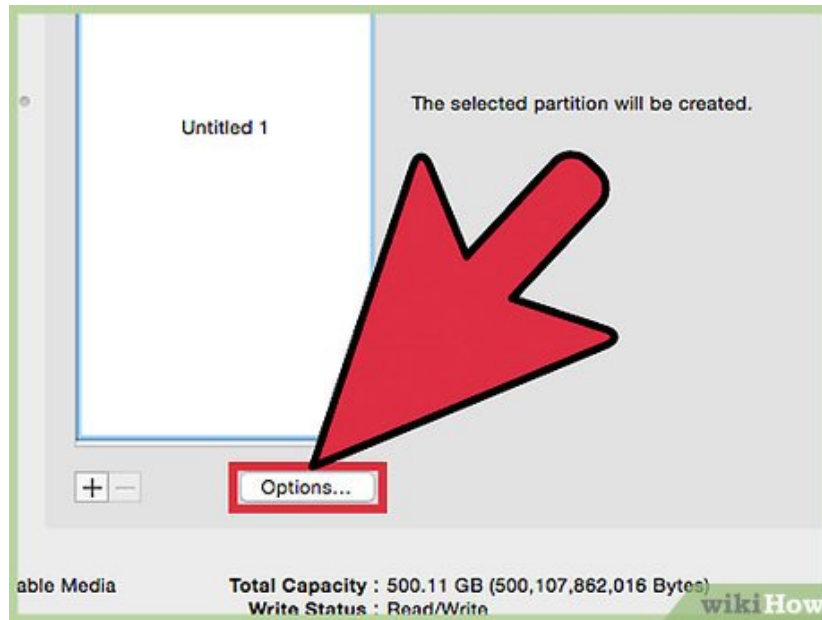 The selected partition will be created.
Untitled 1
+ −
Options...
able Media
Total Capacity : 500.11 GB (500,107,862,016 Bytes)
Write Status : Read/Write
wikiHow